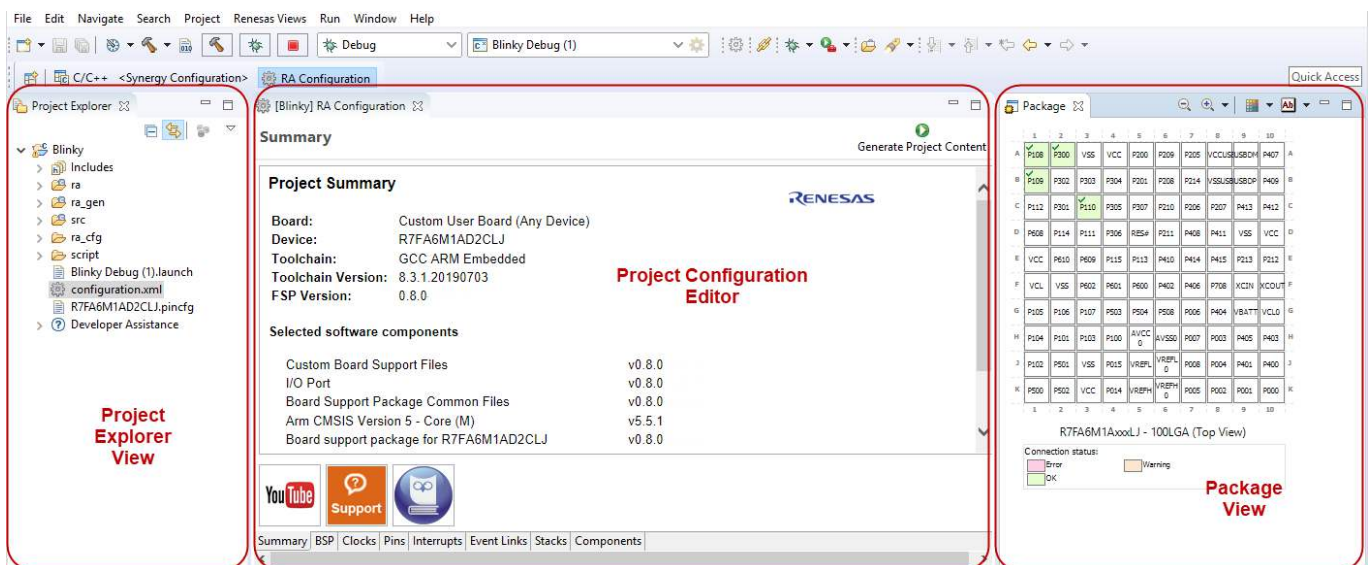 File Edit Navigate Search Project Renesas Views Run Window Help
Debug
Blinky Debug (1)
C/C++ <Synergy Configuration> RA Configuration
Quick Access
Project Explorer
Blinky
Includes
ra
ra_gen
src
ra_cfg
script
Blinky Debug (1).launch
configuration.xml
R7FA6M1AD2CLJ.pincfg
Developer Assistance
Project
Explorer
View
[Blinky] RA Configuration
Summary
Generate Project Content
Project Summary
RENESAS
Board: Custom User Board (Any Device)
Device: R7FA6M1AD2CLJ
Toolchain: GCC ARM Embedded
Toolchain Version: 8.3.1.20190703
FSP Version: 0.8.0
Project Configuration
Editor
Selected software components
Custom Board Support Files v0.8.0
I/O Port v0.8.0
Board Support Package Common Files v0.8.0
Arm CMSIS Version 5 - Core (M) v5.5.1
Board support package for R7FA6M1AD2CLJ v0.8.0
YouTube
Support
Summary BSP Clocks Pins Interrupts Event Links Stacks Components
Package
1 2 3 4 5 6 7 8 9 10
A P108 P300 VSS VCC P200 P209 P205 VCCUSB USBDM P407 A
B P109 P302 P303 P304 P201 P208 P214 VSSUSB USBDP P409 B
C P112 P301 P110 P305 P307 P210 P206 P207 P413 P412 C
D P608 P114 P111 P306 RES# P211 P408 P411 VSS VCC D
E VCC P610 P609 P115 P113 P410 P414 P415 P213 P212 E
F VCL VSS P602 P601 P600 P402 P406 P708 XCIN XCOUT F
G P105 P106 P107 P503 P504 P508 P006 P404 VBATT VCL0 G
H P104 P101 P103 P100 AVCC0 AVSS0 P007 P003 P405 P403 H
J P102 P501 VSS P015 VREFL VREFL0 P008 P004 P401 P400 J
K P500 P502 VCC P014 VREFH VREFH0 P005 P002 P001 P000 K
1 2 3 4 5 6 7 8 9 10
R7FA6M1AxxxLJ - 100LGA (Top View)
Connection status:
Error Warning
OK
Package
View